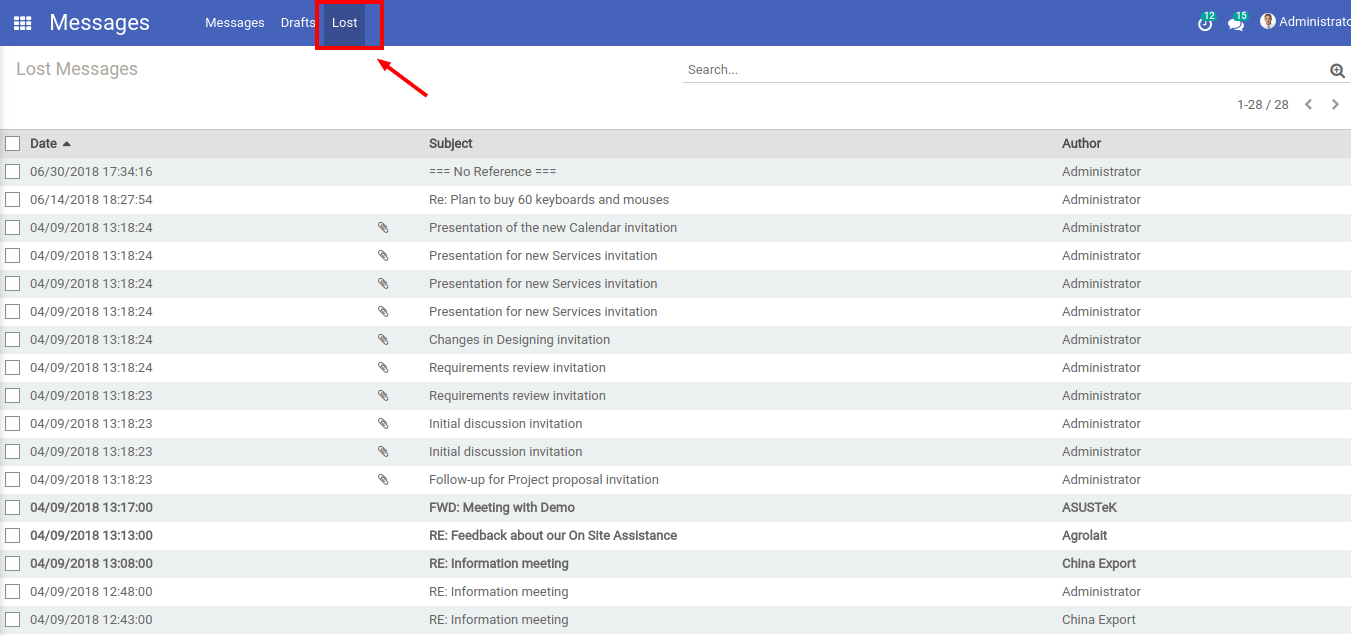 Messages Messages Drafts Lost 12 15 Administrato
Lost Messages Search...
1-28 / 28
Date Subject Author
06/30/2018 17:34:16 === No Reference === Administrator
06/14/2018 18:27:54 Re: Plan to buy 60 keyboards and mouses Administrator
04/09/2018 13:18:24 Presentation of the new Calendar invitation Administrator
04/09/2018 13:18:24 Presentation for new Services invitation Administrator
04/09/2018 13:18:24 Presentation for new Services invitation Administrator
04/09/2018 13:18:24 Presentation for new Services invitation Administrator
04/09/2018 13:18:24 Changes in Designing invitation Administrator
04/09/2018 13:18:24 Requirements review invitation Administrator
04/09/2018 13:18:23 Requirements review invitation Administrator
04/09/2018 13:18:23 Initial discussion invitation Administrator
04/09/2018 13:18:23 Initial discussion invitation Administrator
04/09/2018 13:18:23 Follow-up for Project proposal invitation Administrator
04/09/2018 13:17:00 FWD: Meeting with Demo ASUSTeK
04/09/2018 13:13:00 RE: Feedback about our On Site Assistance Agrolait
04/09/2018 13:08:00 RE: Information meeting China Export
04/09/2018 12:48:00 RE: Information meeting Administrator
04/09/2018 12:43:00 RE: Information meeting China Export